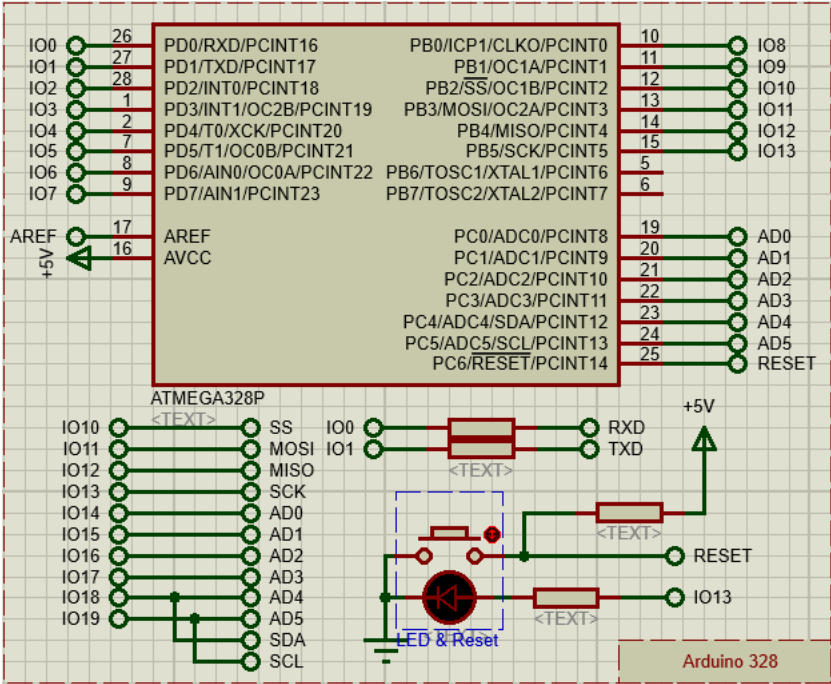 IO0 26 PD0/RXD/PCINT16 PB0/ICP1/CLKO/PCINT0 10 IO8
IO1 27 PD1/TXD/PCINT17 PB1/OC1A/PCINT1 11 IO9
IO2 28 PD2/INT0/PCINT18 PB2/SS/OC1B/PCINT2 12 IO10
IO3 1 PD3/INT1/OC2B/PCINT19 PB3/MOSI/OC2A/PCINT3 13 IO11
IO4 2 PD4/T0/XCK/PCINT20 PB4/MISO/PCINT4 14 IO12
IO5 7 PD5/T1/OC0B/PCINT21 PB5/SCK/PCINT5 15 IO13
IO6 8 PD6/AIN0/OC0A/PCINT22 PB6/TOSC1/XTAL1/PCINT6 5
IO7 9 PD7/AIN1/PCINT23 PB7/TOSC2/XTAL2/PCINT7 6
AREF 17 AREF PC0/ADC0/PCINT8 19 AD0
+5V 16 AVCC PC1/ADC1/PCINT9 20 AD1
PC2/ADC2/PCINT10 21 AD2
PC3/ADC3/PCINT11 22 AD3
PC4/ADC4/SDA/PCINT12 23 AD4
PC5/ADC5/SCL/PCINT13 24 AD5
PC6/RESET/PCINT14 25 RESET
ATMEGA328P
<TEXT>
+5V
IO10 SS IO0 RXD
IO11 MOSI IO1 TXD
IO12 MISO <TEXT>
IO13 SCK
IO14 AD0
IO15 AD1 <TEXT>
IO16 AD2 RESET
IO17 AD3
IO18 AD4 IO13
IO19 AD5 <TEXT>
SDA <TEXT>
LED & Reset
SCL
Arduino 328